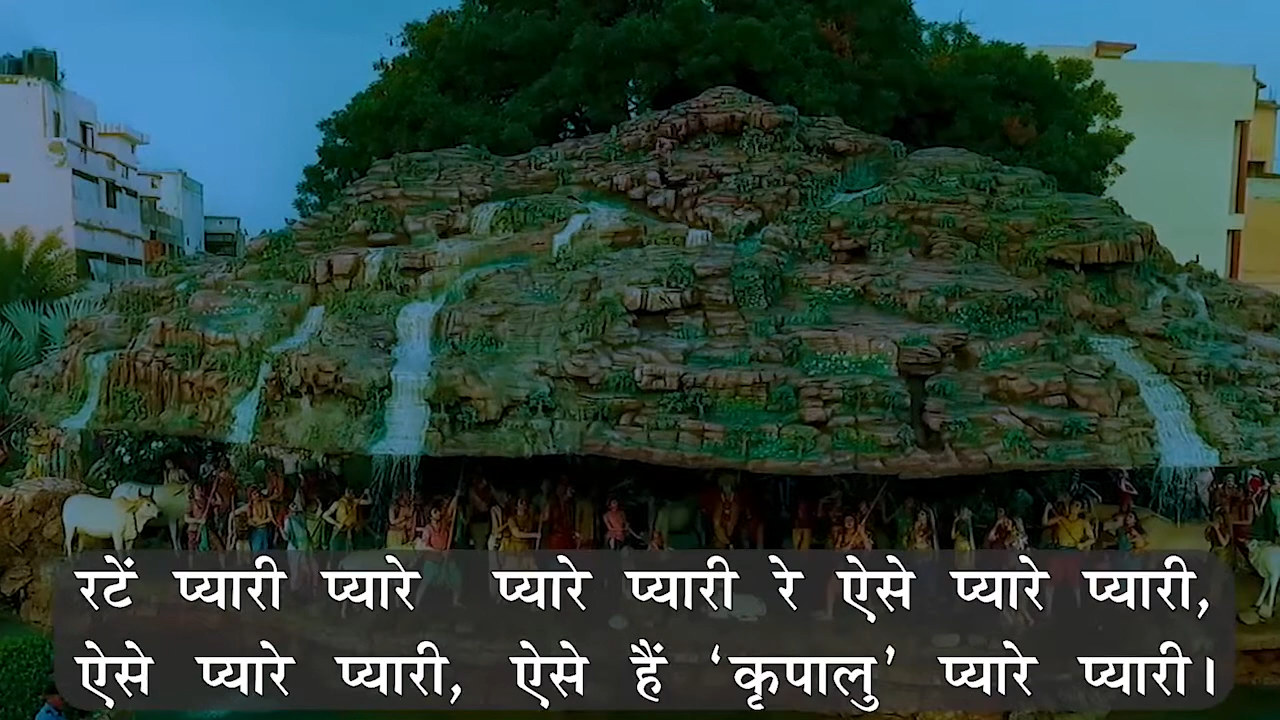 रटें प्यारी प्यारे प्यारे प्यारी रे ऐसे प्यारे प्यारी,
ऐसे प्यारे प्यारी, ऐसे हैं ‘कृपालु’ प्यारे प्यारी।